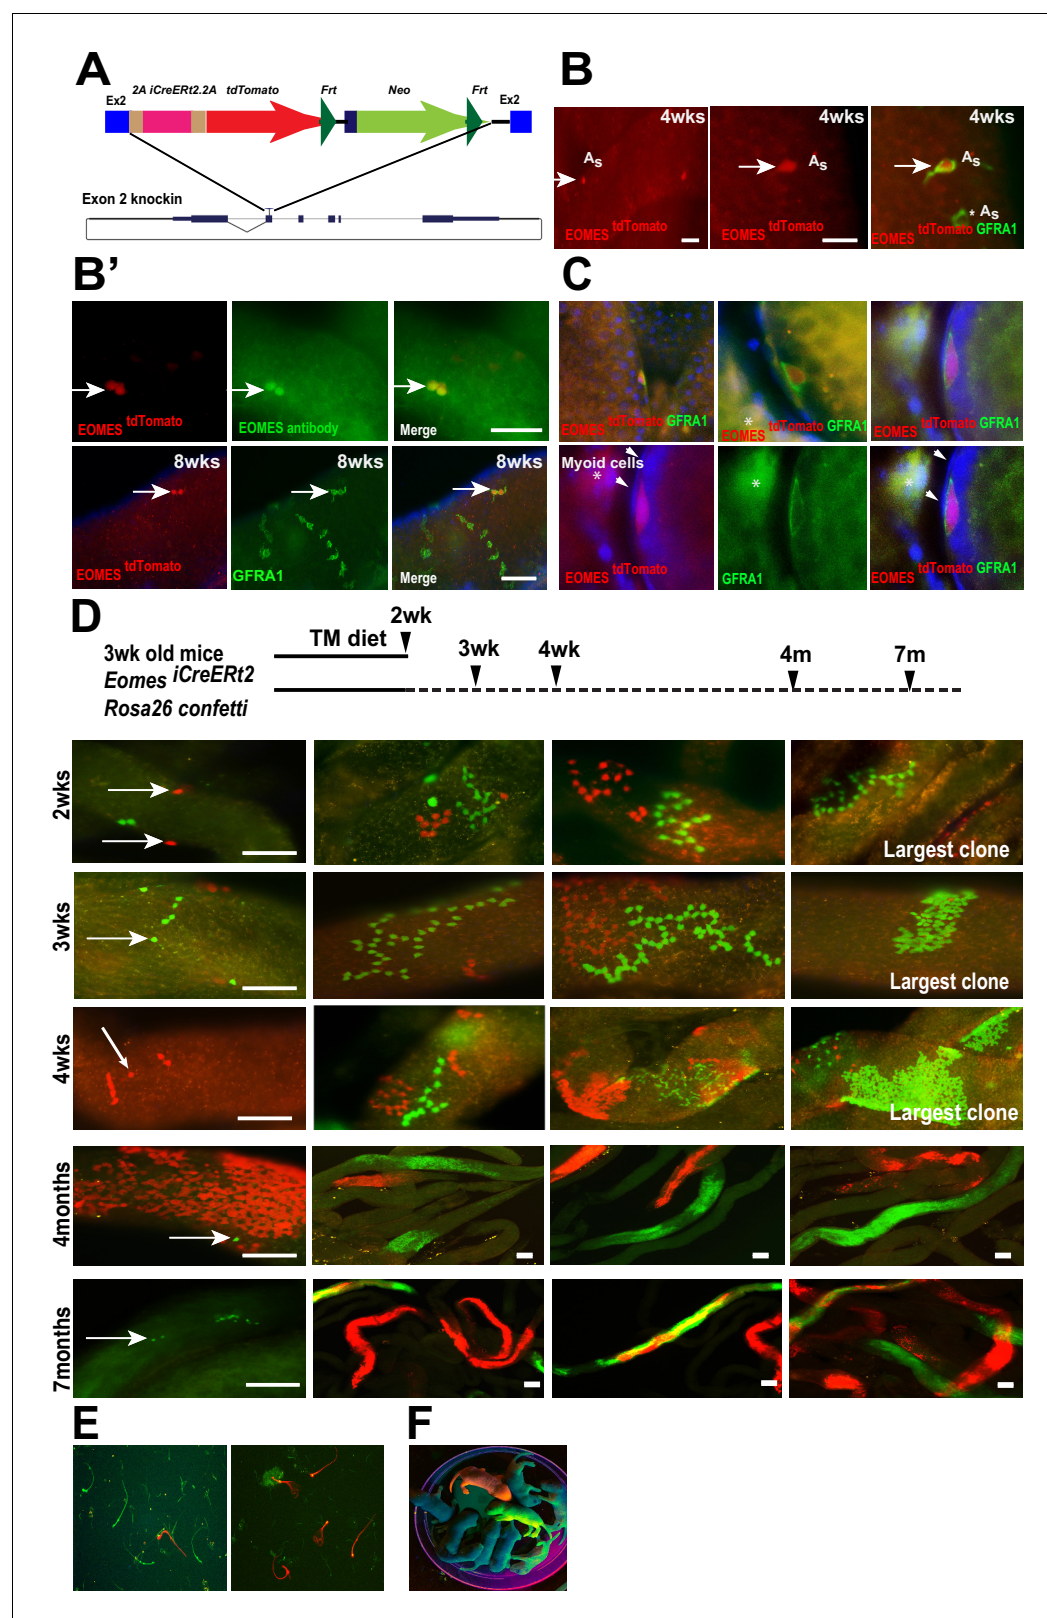 A
2A iCreERt2.2A tdTomato Frt Neo Frt
Ex2 Ex2
Exon 2 knockin
B
4wks
As
EOMES tdTomato
4wks
As
EOMES tdTomato
4wks
As
* As
EOMES tdTomato GFRA1
B’
EOMES tdTomato
EOMES antibody
Merge
8wks
EOMES tdTomato
8wks
GFRA1
8wks
Merge
C
EOMES tdTomato GFRA1
*
EOMES tdTomato GFRA1
EOMES tdTomato GFRA1
Myoid cells
*
EOMES tdTomato
*
GFRA1
*
EOMES tdTomato GFRA1
D
3wk old mice
Eomes iCreERt2
Rosa26 confetti
TM diet
2wk
3wk
4wk
4m
7m
2wks
Largest clone
3wks
Largest clone
4wks
Largest clone
4months
7months
E
F